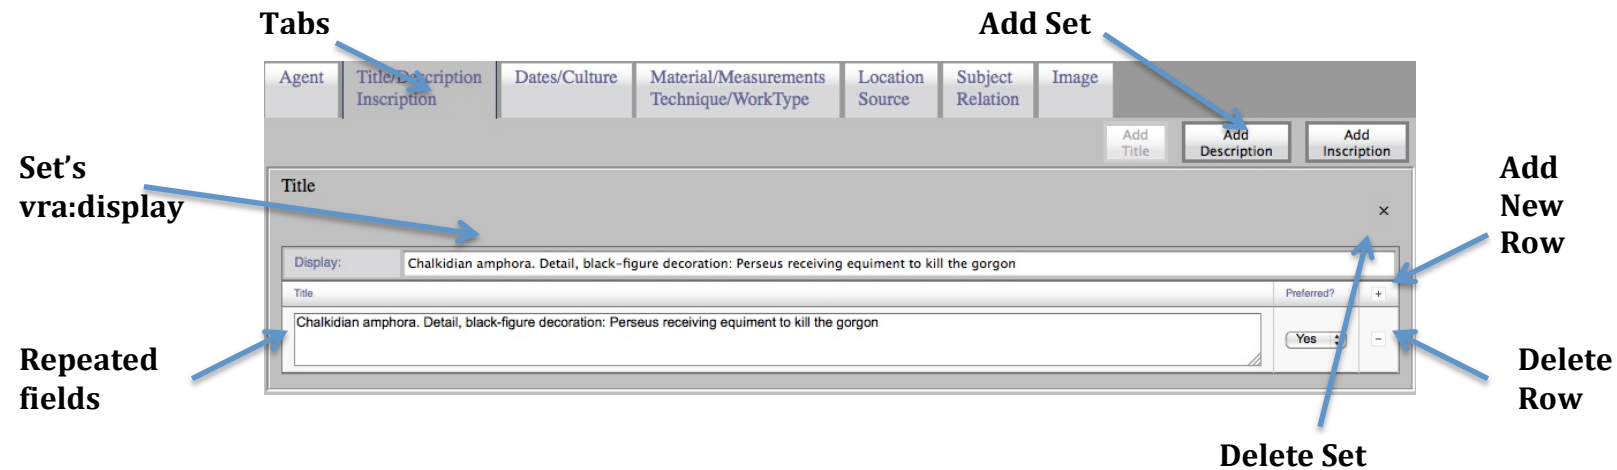 Tabs
Add Set
Agent
Title/Description
Inscription
Dates/Culture
Material/Measurements
Technique/WorkType
Location
Source
Subject
Relation
Image
Add
Title
Add
Description
Add
Inscription
Set's
vra:display
Title
×
Add
New
Row
Display:
Chalkidian amphora. Detail, black-figure decoration: Perseus receiving equiment to kill the gorgon
Title
Preferred?
+
Chalkidian amphora. Detail, black-figure decoration: Perseus receiving equiment to kill the gorgon
Yes
-
Repeated
fields
Delete
Row
Delete Set